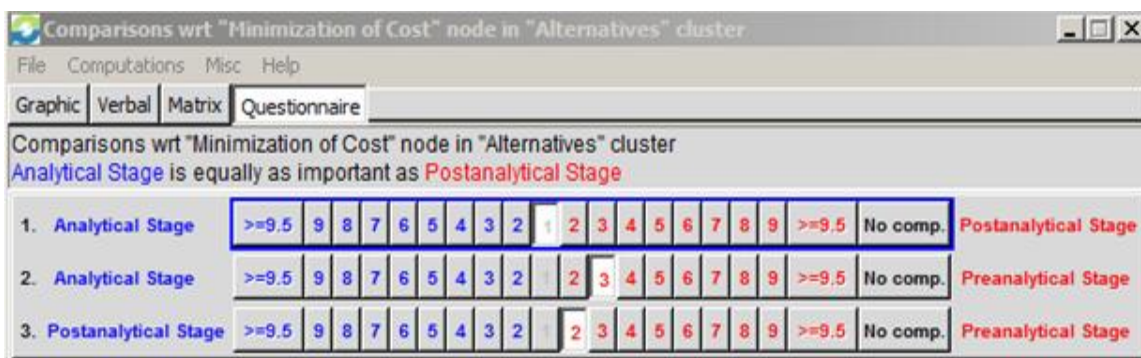 Comparisons wrt "Minimization of Cost" node in "Alternatives" cluster
File Computations Misc Help
Graphic Verbal Matrix Questionnaire
Comparisons wrt "Minimization of Cost" node in "Alternatives" cluster
Analytical Stage is equally as important as Postanalytical Stage
1. Analytical Stage >=9.5 9 8 7 6 5 4 3 2 1 2 3 4 5 6 7 8 9 >=9.5 No comp. Postanalytical Stage
2. Analytical Stage >=9.5 9 8 7 6 5 4 3 2 1 2 3 4 5 6 7 8 9 >=9.5 No comp. Preanalytical Stage
3. Postanalytical Stage >=9.5 9 8 7 6 5 4 3 2 1 2 3 4 5 6 7 8 9 >=9.5 No comp. Preanalytical Stage